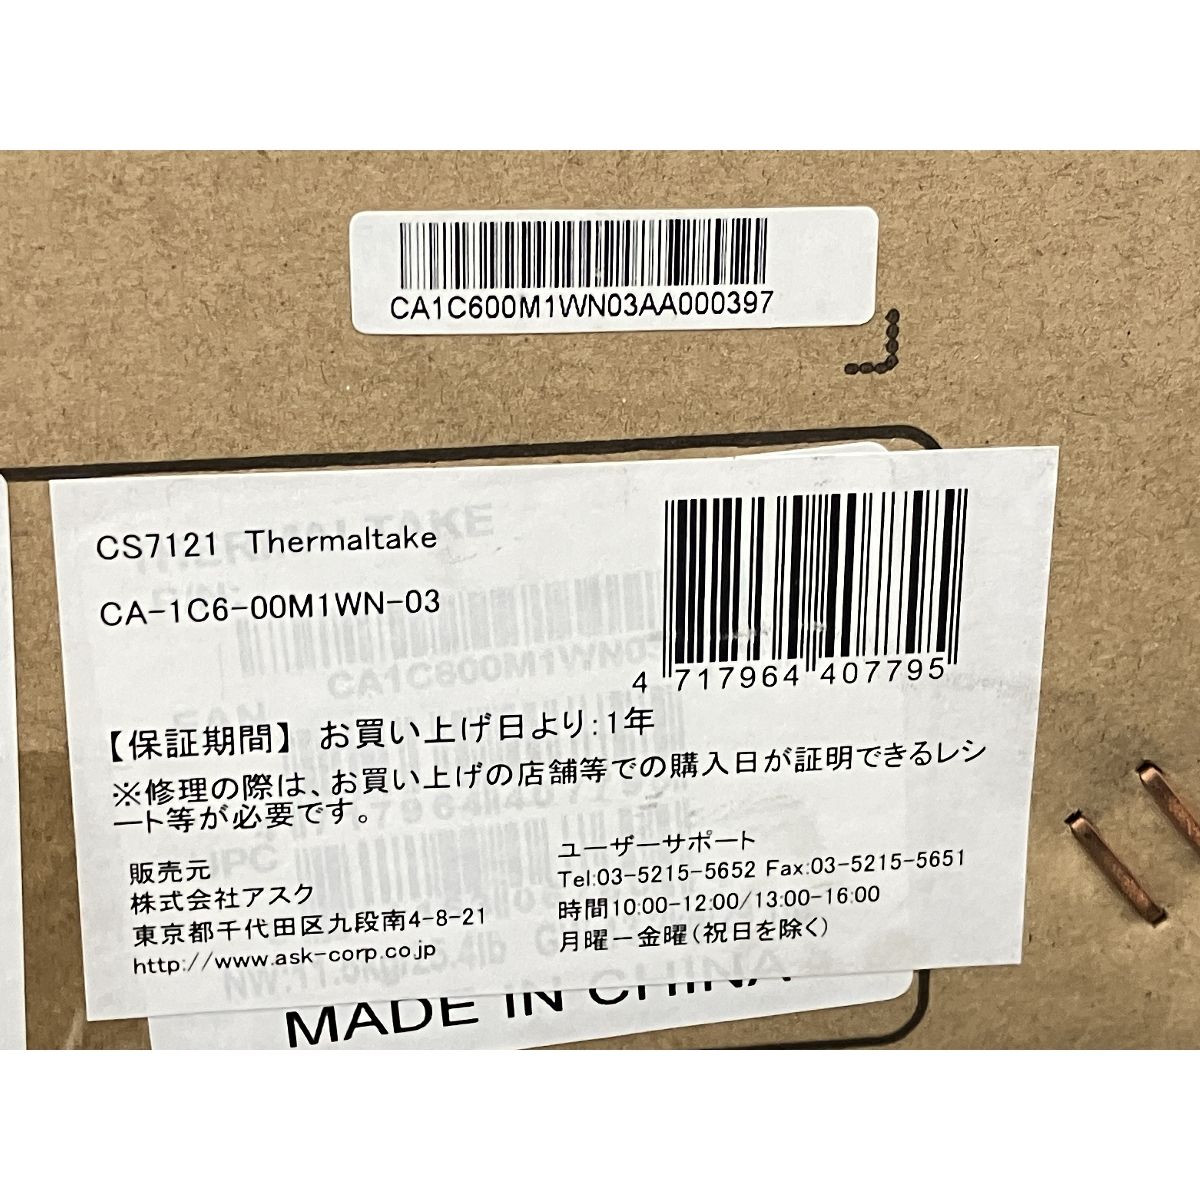 CA1C600M1WN03AA000397
CS7121 Thermaltake
CA-1C6-00M1WN-03
4 717964 407795
【保証期間】 お買い上げ日より:1年
※修理の際は、お買い上げの店舗等での購入日が証明できるレシ
ート等が必要です。
販売元
株式会社アスク
東京都千代田区九段南4-8-21
http://www.ask-corp.co.jp
ユーザーサポート
Tel:03-5215-5652 Fax:03-5215-5651
時間10:00-12:00/13:00-16:00
月曜ー金曜(祝日を除く)
THERMALTAKE
P/N:
CA1C600M1WN03
EAN
UPC
MADE IN CHINA